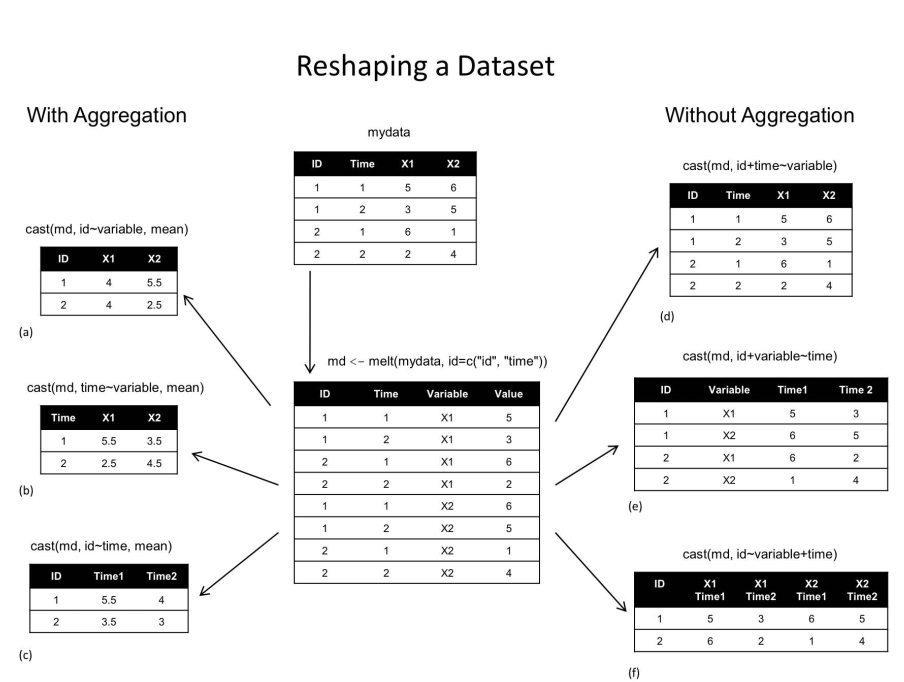 Reshaping a Dataset
With Aggregation
Without Aggregation
mydata
ID Time X1 X2
1 1 5 6
1 2 3 5
2 1 6 1
2 2 2 4
cast(md, id~variable, mean)
ID X1 X2
1 4 5.5
2 4 2.5
(a)
cast(md, time~variable, mean)
Time X1 X2
1 5.5 3.5
2 2.5 4.5
(b)
cast(md, id~time, mean)
ID Time1 Time2
1 5.5 4
2 3.5 3
(c)
md <- melt(mydata, id=c("id", "time"))
ID Time Variable Value
1 1 X1 5
1 2 X1 3
2 1 X1 6
2 2 X1 2
1 1 X2 6
1 2 X2 5
2 1 X2 1
2 2 X2 4
cast(md, id+time~variable)
ID Time X1 X2
1 1 5 6
1 2 3 5
2 1 6 1
2 2 2 4
(d)
cast(md, id+variable~time)
ID Variable Time1 Time 2
1 X1 5 3
1 X2 6 5
2 X1 6 2
2 X2 1 4
(e)
cast(md, id~variable+time)
ID X1 X1 X2 X2
Time1 Time2 Time1 Time2
1 5 3 6 5
2 6 2 1 4
(f)